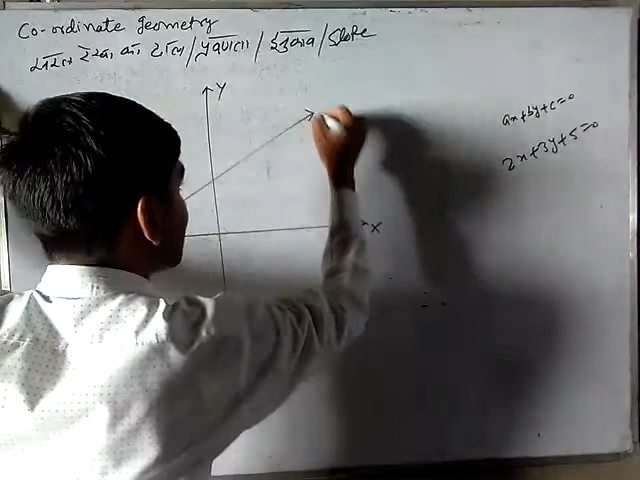 Co-ordinate Geometry
सरल रेखा का ढाल / प्रवणता / झुकाव / Slope
Y
ax+by+c=0
2x+3y+5=0
X